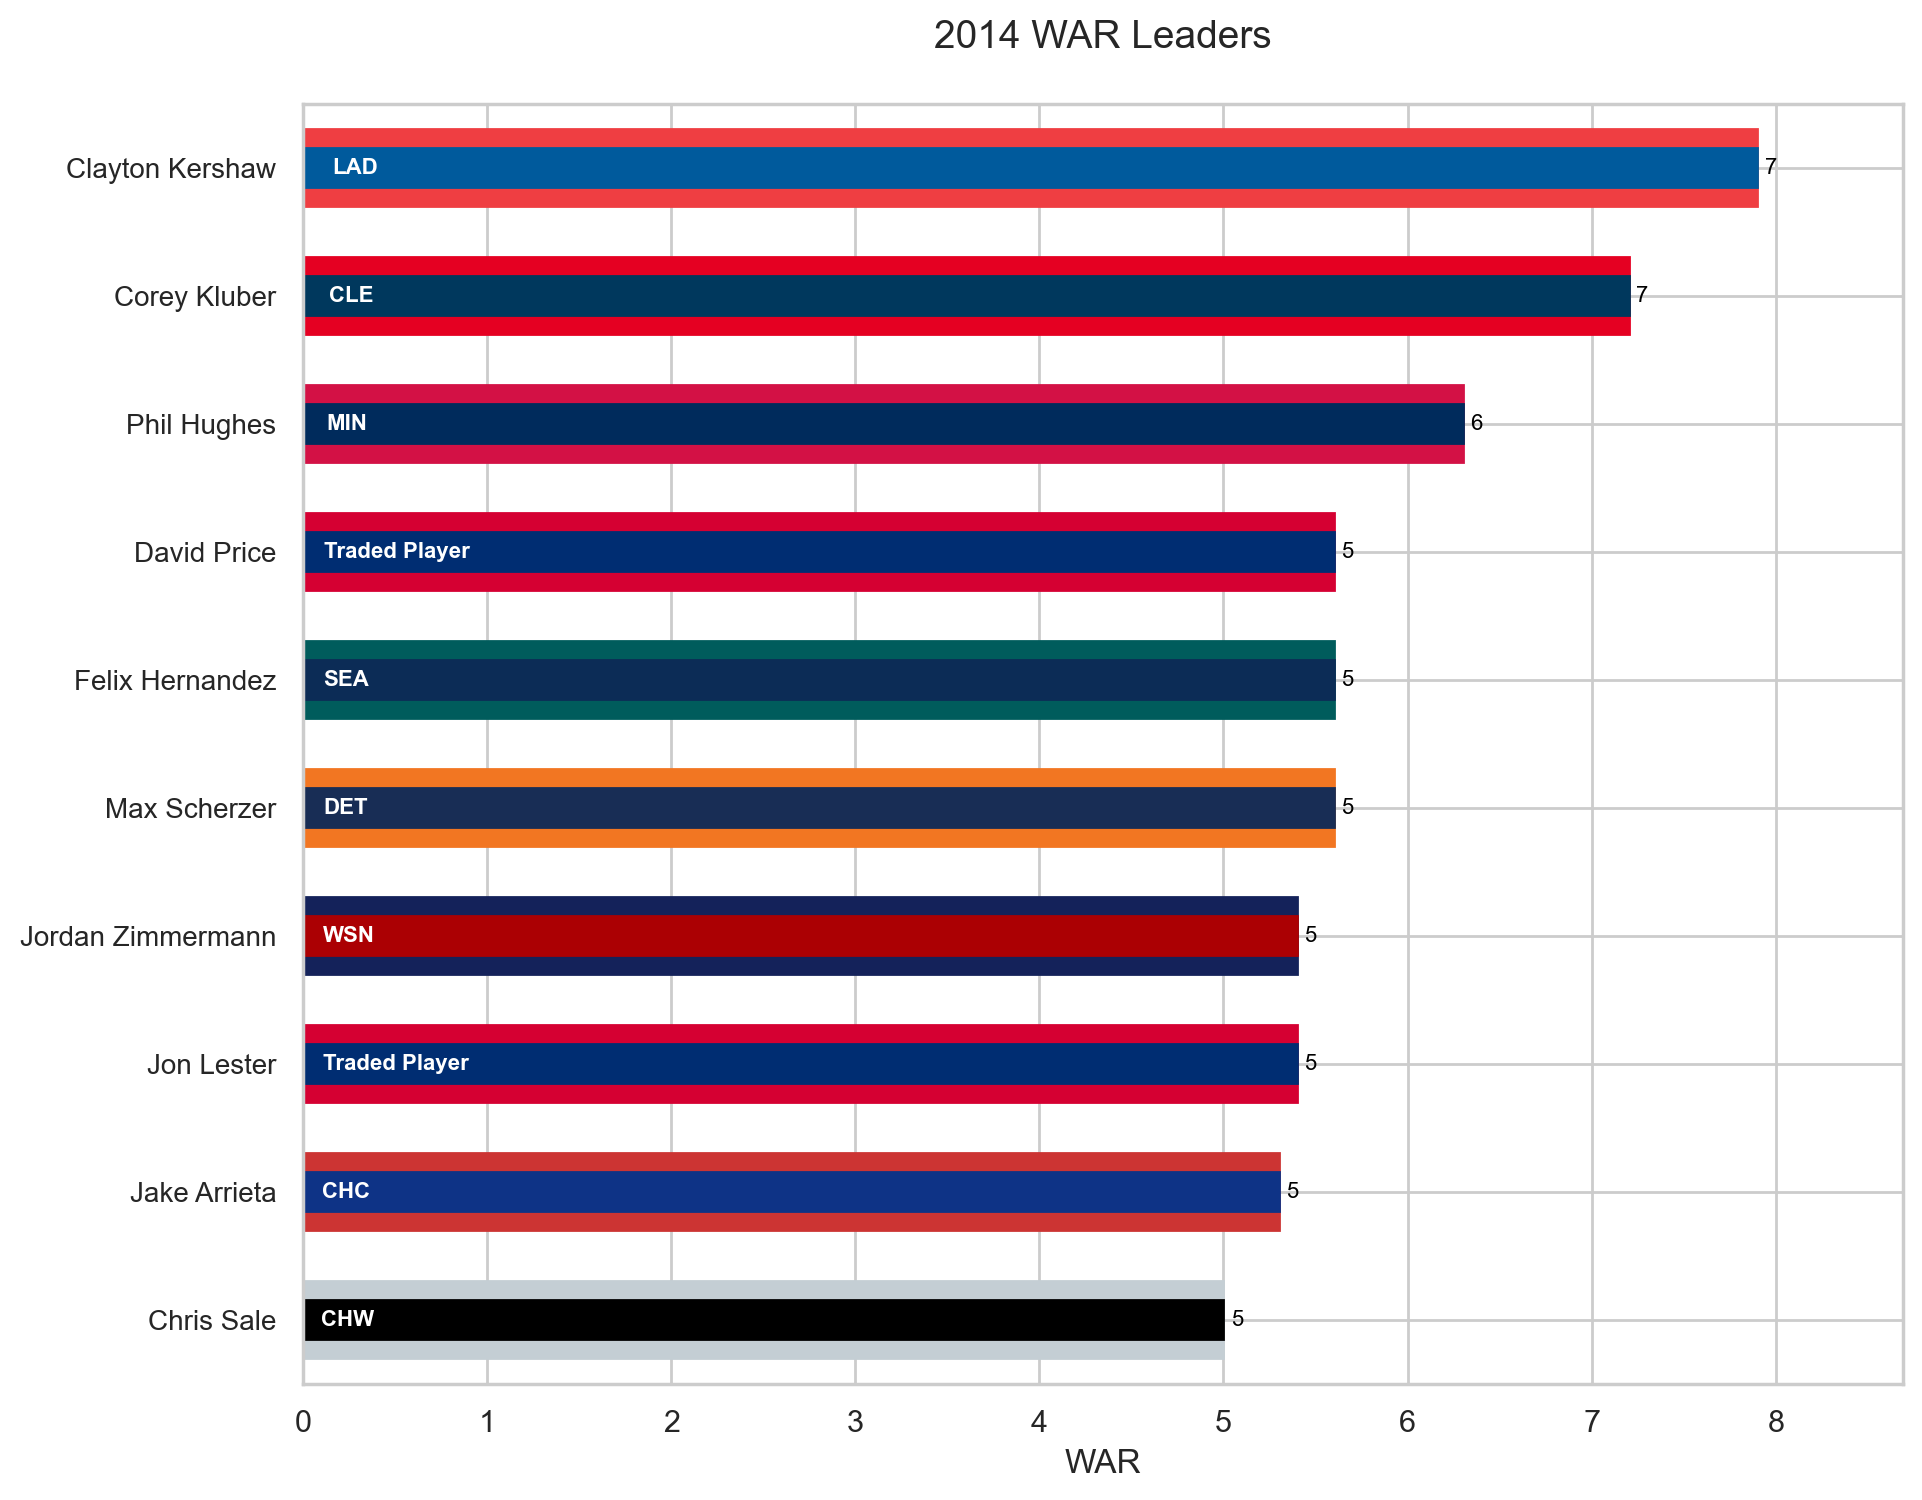 2014 WAR Leaders
Clayton Kershaw LAD 7
Corey Kluber CLE 7
Phil Hughes MIN 6
David Price Traded Player 5
Felix Hernandez SEA 5
Max Scherzer DET 5
Jordan Zimmermann WSN 5
Jon Lester Traded Player 5
Jake Arrieta CHC 5
Chris Sale CHW 5
0 1 2 3 4 5 6 7 8
WAR